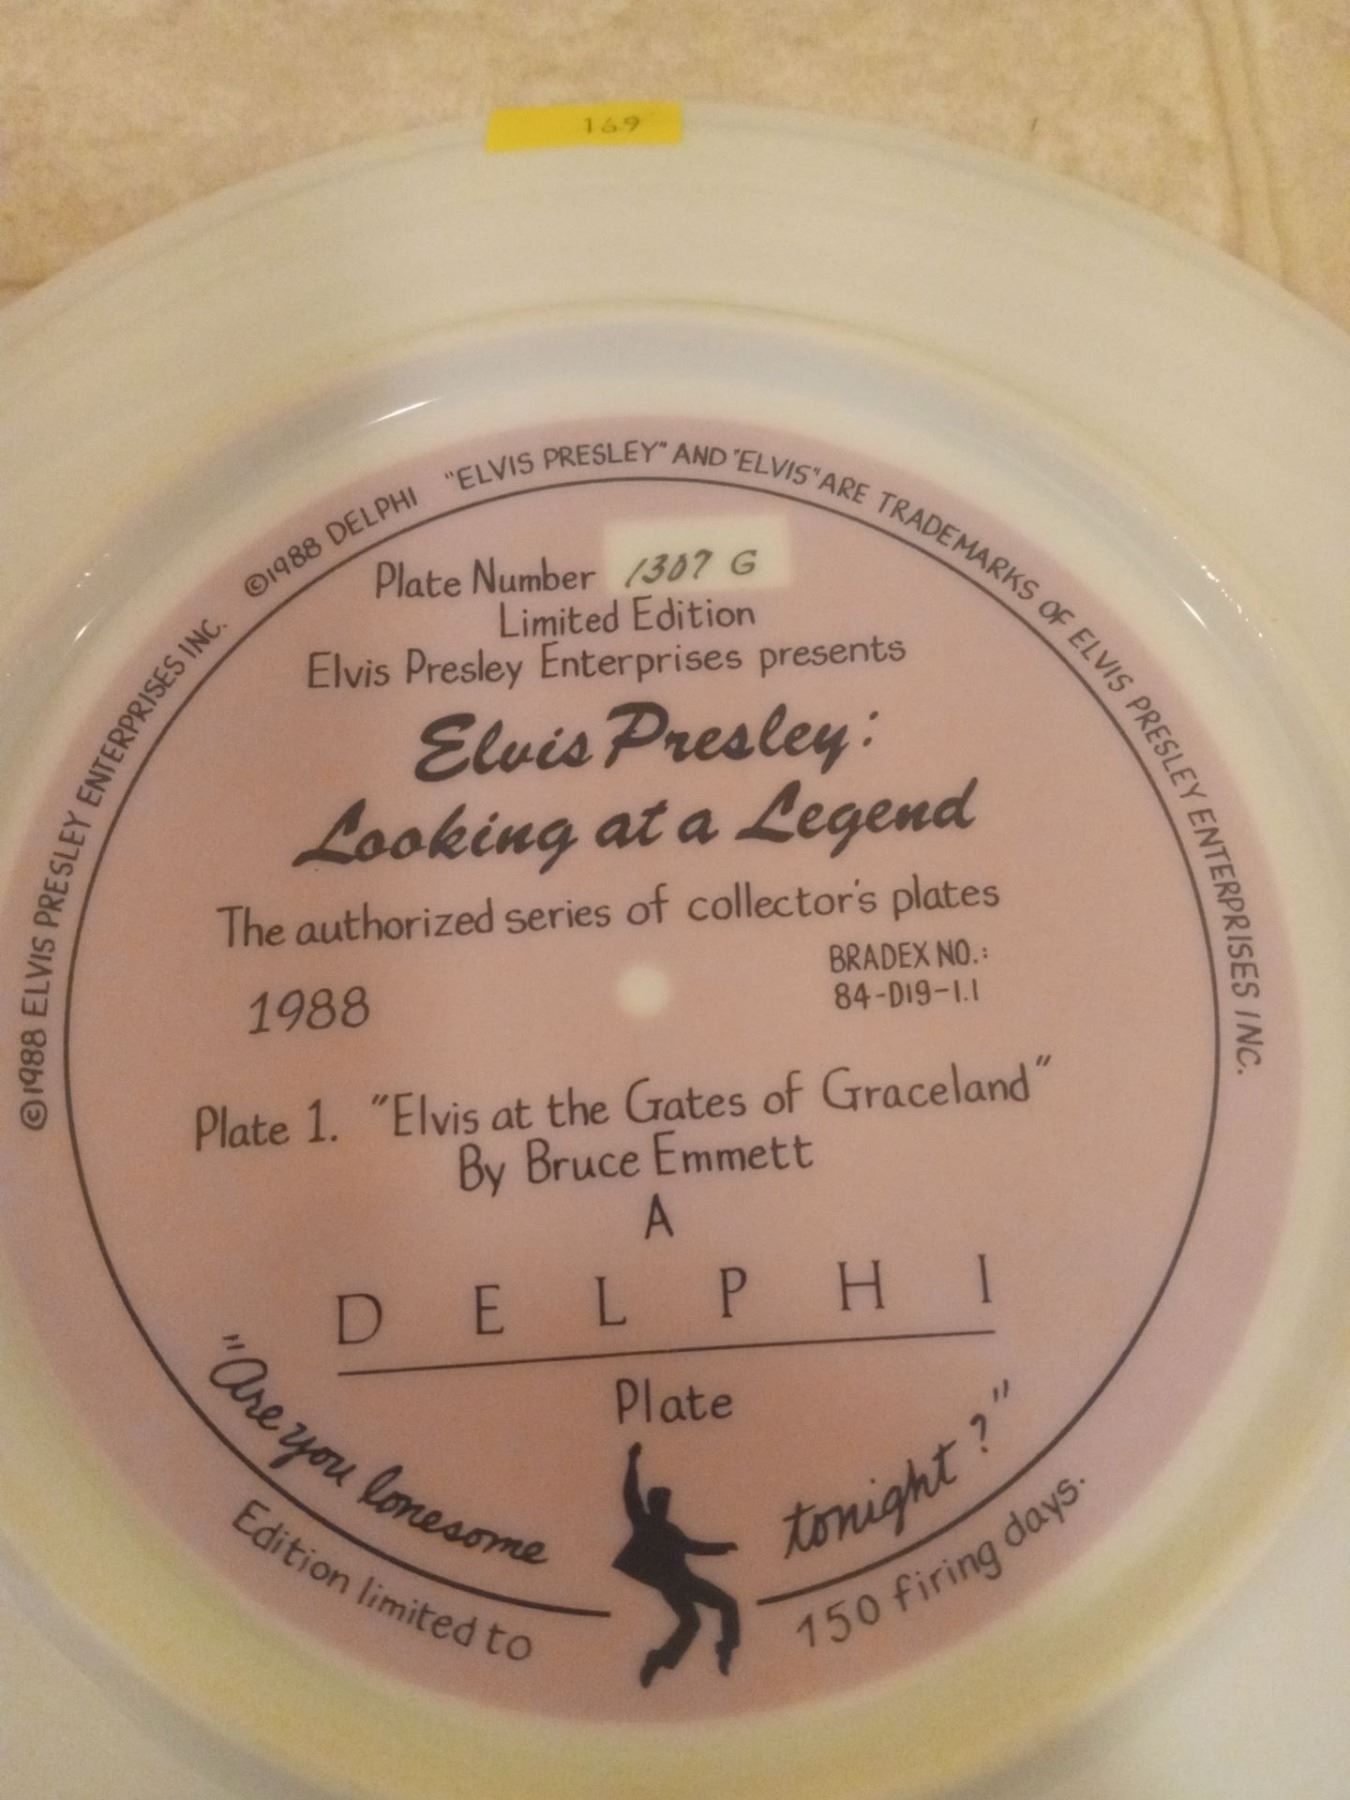 169
©1988 ELVIS PRESLEY ENTERPRISES INC. ©1988 DELPHI "ELVIS PRESLEY" AND "ELVIS" ARE TRADEMARKS OF ELVIS PRESLEY ENTERPRISES INC.
Plate Number 1307 G
Limited Edition
Elvis Presley Enterprises presents
Elvis Presley:
Looking at a Legend
The authorized series of collector's plates
1988
BRADEX NO.:
84-D19-1.1
Plate 1. "Elvis at the Gates of Graceland"
By Bruce Emmett
A
DELPHI
Plate
"Are you lonesome tonight?"
Edition limited to 150 firing days.